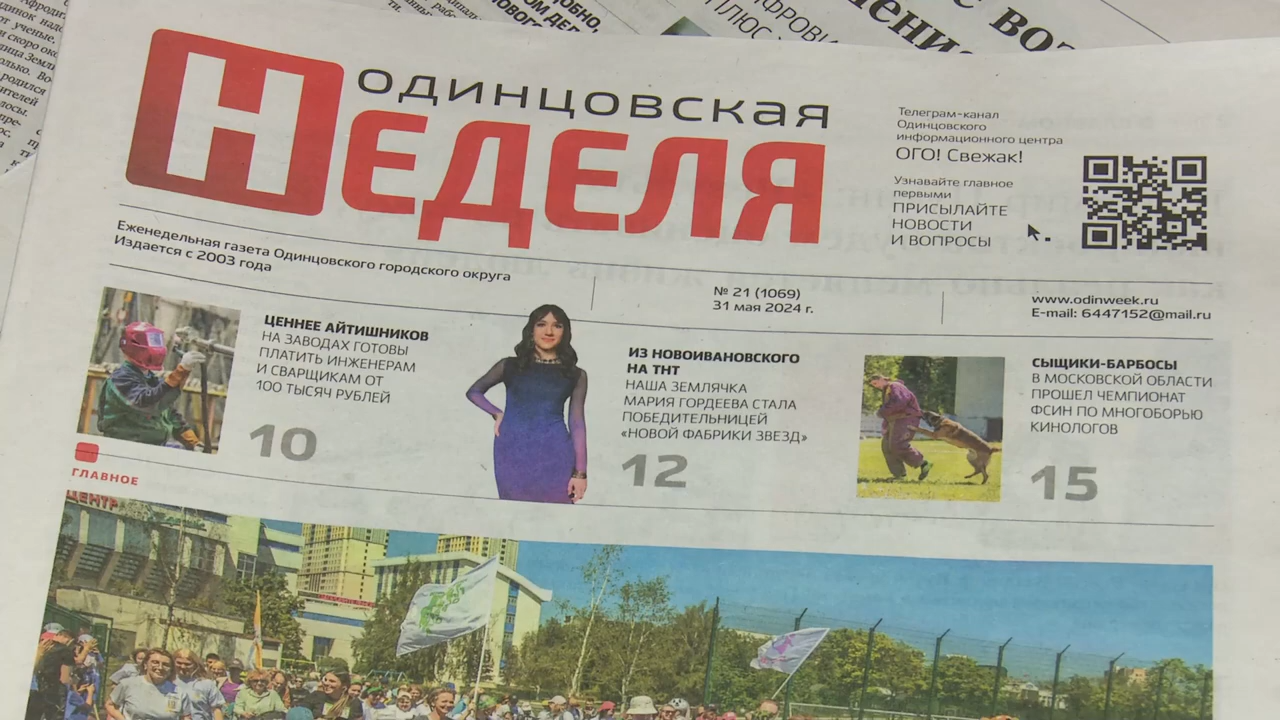 ОДИНЦОВСКАЯ
НЕДЕЛЯ
Телеграм-канал
Одинцовского
информационного центра
ОГО! Свежак!
Узнавайте главное
первыми
ПРИСЫЛАЙТЕ
НОВОСТИ
И ВОПРОСЫ
Еженедельная газета Одинцовского городского округа
Издается с 2003 года
№ 21 (1069)
31 мая 2024 г.
www.odinweek.ru
E-mail: 6447152@mail.ru
ЦЕННЕЕ АЙТИШНИКОВ
НА ЗАВОДАХ ГОТОВЫ
ПЛАТИТЬ ИНЖЕНЕРАМ
И СВАРЩИКАМ ОТ
100 ТЫСЯЧ РУБЛЕЙ
10
ИЗ НОВОИВАНОВСКОГО
НА ТНТ
НАША ЗЕМЛЯЧКА
МАРИЯ ГОРДЕЕВА СТАЛА
ПОБЕДИТЕЛЬНИЦЕЙ
«НОВОЙ ФАБРИКИ ЗВЕЗД»
12
СЫЩИКИ-БАРБОСЫ
В МОСКОВСКОЙ ОБЛАСТИ
ПРОШЕЛ ЧЕМПИОНАТ
ФСИН ПО МНОГОБОРЬЮ
КИНОЛОГОВ
15
ГЛАВНОЕ
ЦЕНТР